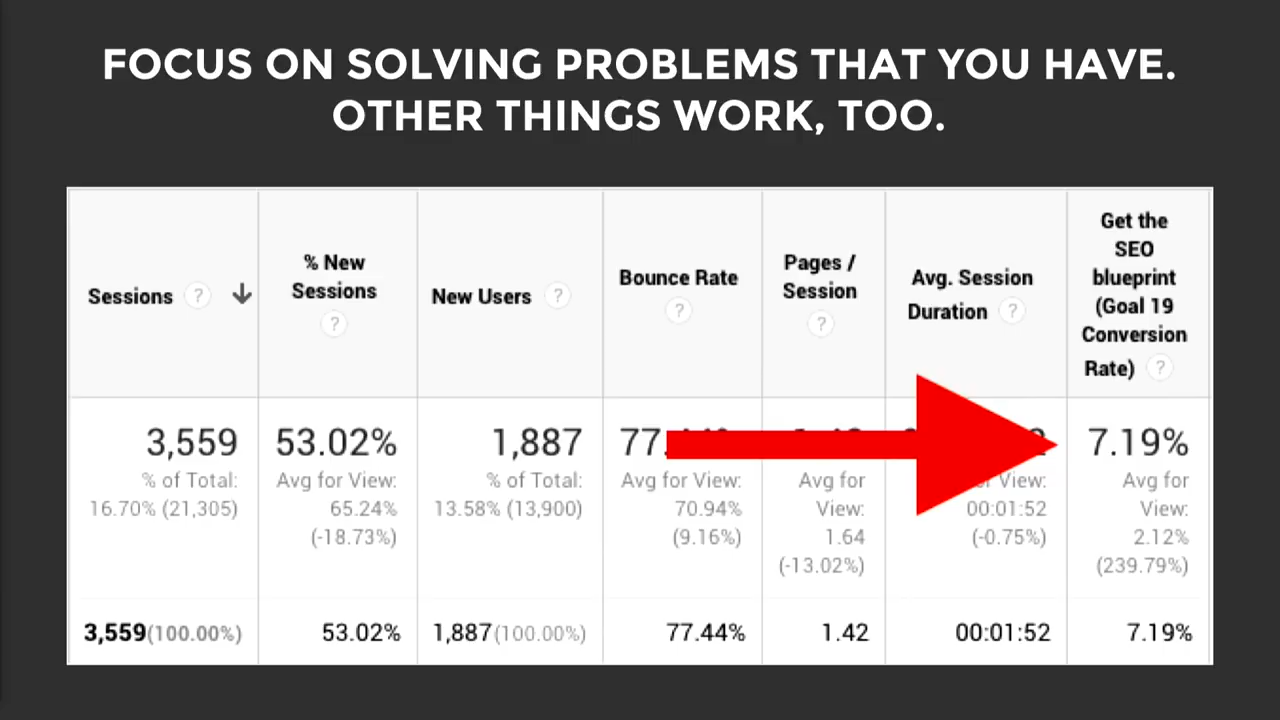 FOCUS ON SOLVING PROBLEMS THAT YOU HAVE.
OTHER THINGS WORK, TOO.
Sessions ?
% New
Sessions
?
New Users ?
Bounce Rate
?
Pages /
Session
?
Avg. Session
Duration ?
Get the
SEO
blueprint
(Goal 19
Conversion
Rate) ?
3,559
% of Total:
16.70% (21,305)
53.02%
Avg for View:
65.24%
(-18.73%)
1,887
% of Total:
13.58% (13,900)
77.
Avg for View:
70.94%
(9.16%)
Avg for
View:
1.64
(-13.02%)
View:
00:01:52
(-0.75%)
7.19%
Avg for
View:
2.12%
(239.79%)
3,559(100.00%)
53.02%
1,887(100.00%)
77.44%
1.42
00:01:52
7.19%